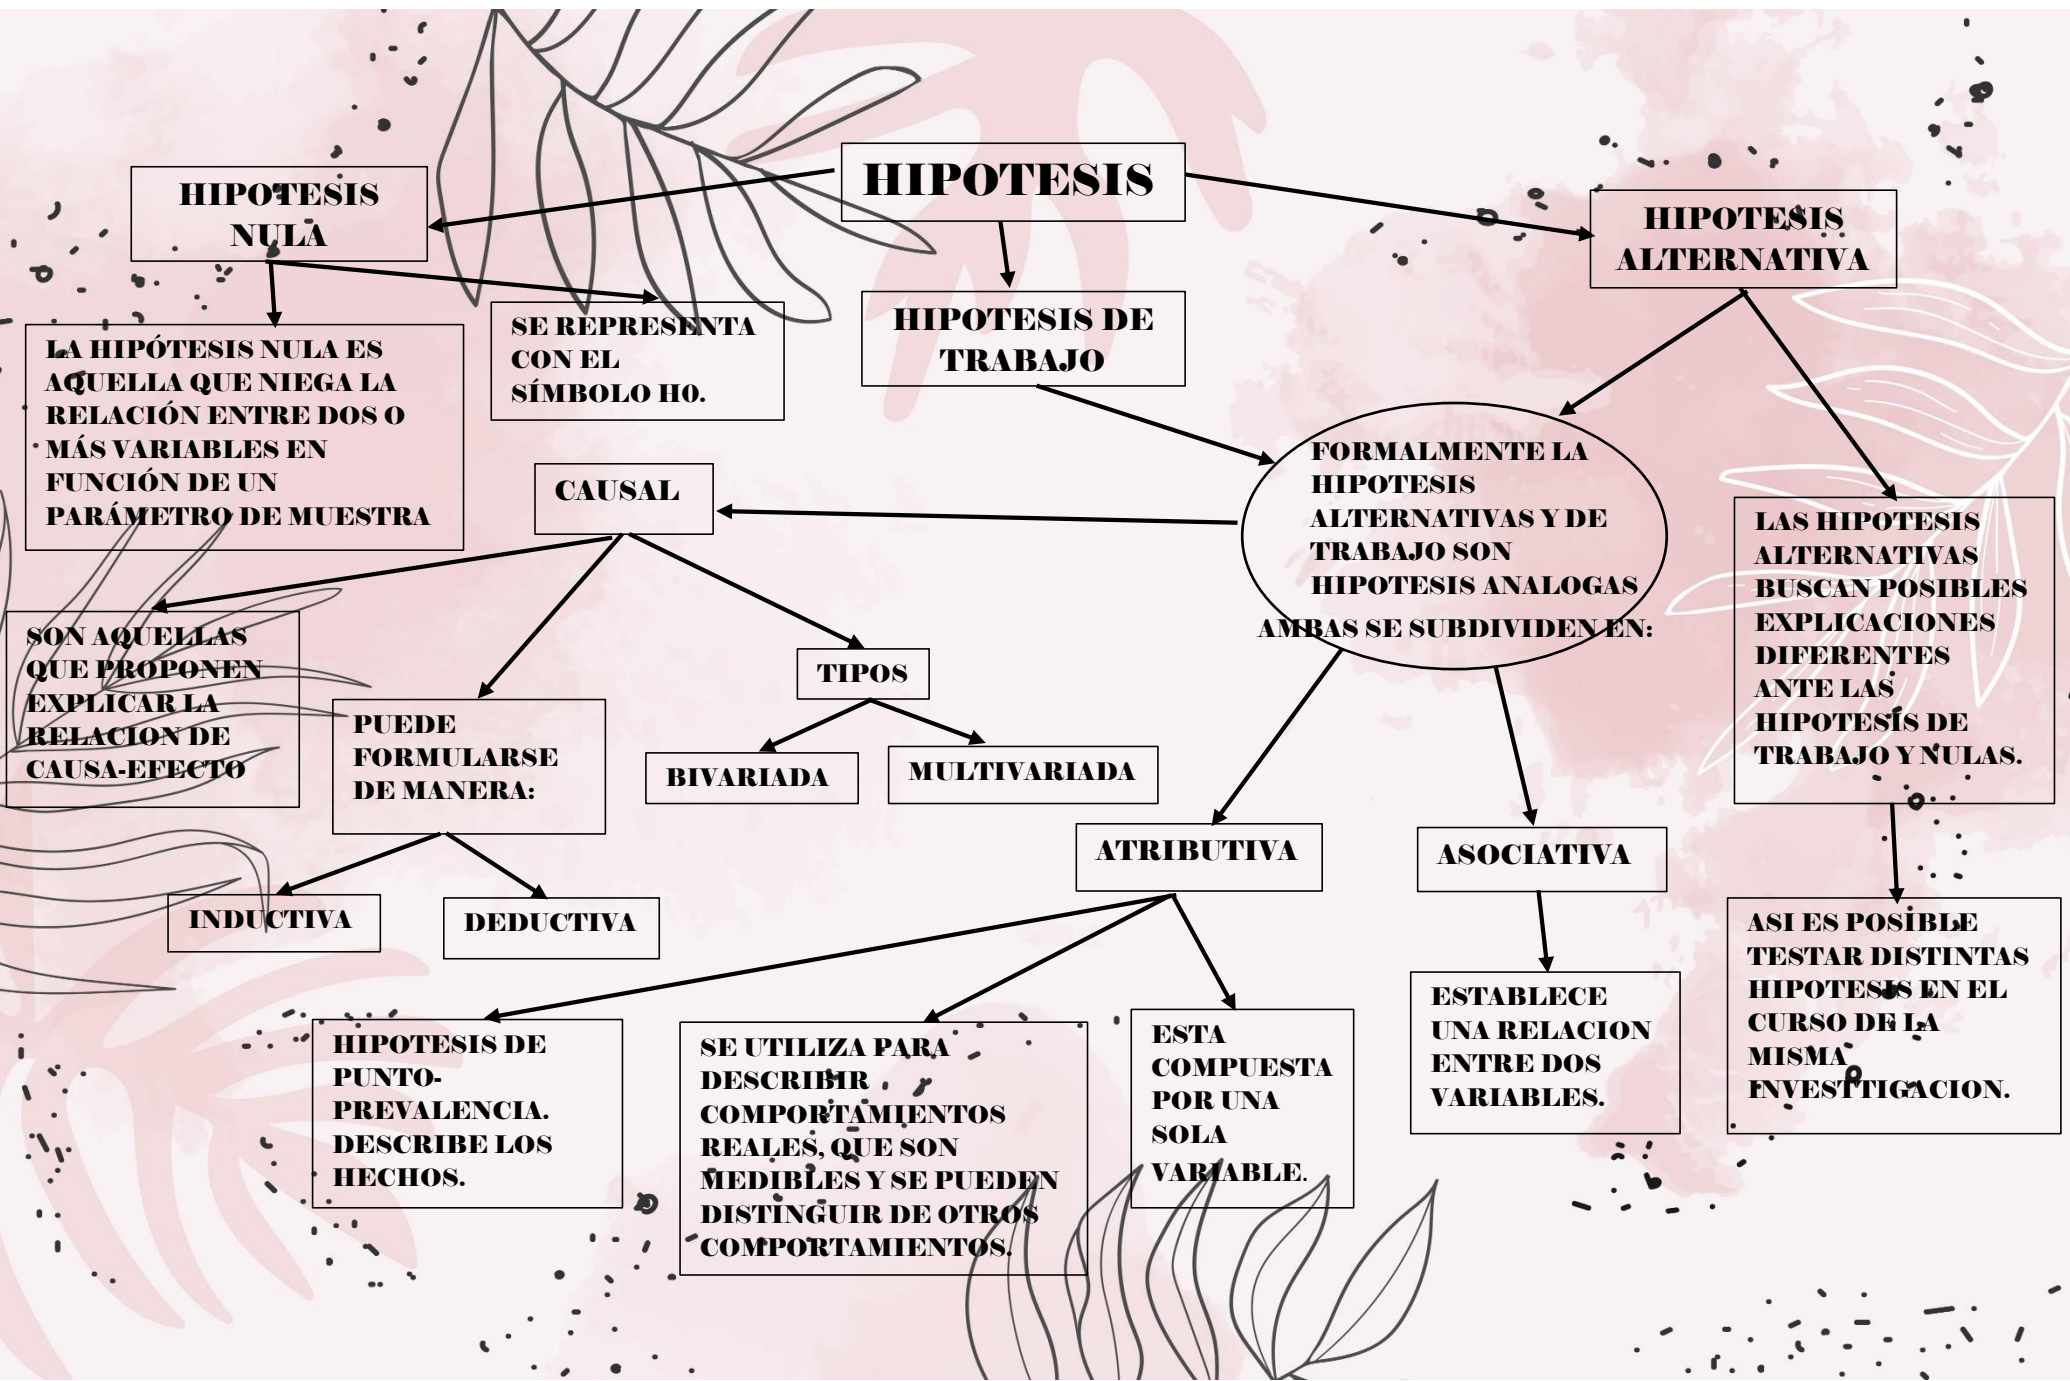 HIPOTESIS
HIPOTESIS
NULA
HIPOTESIS
ALTERNATIVA
HIPOTESIS DE
TRABAJO
LA HIPÓTESIS NULA ES
AQUELLA QUE NIEGA LA
RELACIÓN ENTRE DOS O
MÁS VARIABLES EN
FUNCIÓN DE UN
PARÁMETRO DE MUESTRA
SE REPRESENTA
CON EL
SÍMBOLO H0.
FORMALMENTE LA
HIPOTESIS
ALTERNATIVAS Y DE
TRABAJO SON
HIPOTESIS ANALOGAS
AMBAS SE SUBDIVIDEN EN:
LAS HIPOTESIS
ALTERNATIVAS
BUSCAN POSIBLES
EXPLICACIONES
DIFERENTES
ANTE LAS
HIPOTESIS DE
TRABAJO Y NULAS.
CAUSAL
SON AQUELLAS
QUE PROPONEN
EXPLICAR LA
RELACION DE
CAUSA-EFECTO
PUEDE
FORMULARSE
DE MANERA:
TIPOS
BIVARIADA
MULTIVARIADA
INDUCTIVA
DEDUCTIVA
ATRIBUTIVA
ASOCIATIVA
HIPOTESIS DE
PUNTO-
PREVALENCIA.
DESCRIBE LOS
HECHOS.
SE UTILIZA PARA
DESCRIBIR
COMPORTAMIENTOS
REALES, QUE SON
MEDIBLES Y SE PUEDEN
DISTINGUIR DE OTROS
COMPORTAMIENTOS.
ESTA
COMPUESTA
POR UNA
SOLA
VARIABLE.
ESTABLECE
UNA RELACION
ENTRE DOS
VARIABLES.
ASI ES POSIBLE
TESTAR DISTINTAS
HIPOTESIS EN EL
CURSO DE LA
MISMA
INVESTTIGACION.